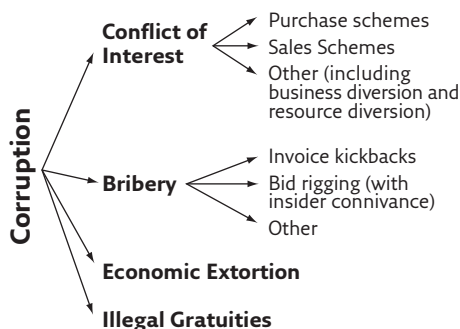 Corruption
Conflict of
Interest
Purchase schemes
Sales Schemes
Other (including
business diversion and
resource diversion)
Bribery
Invoice kickbacks
Bid rigging (with
insider connivance)
Other
Economic Extortion
Illegal Gratuities